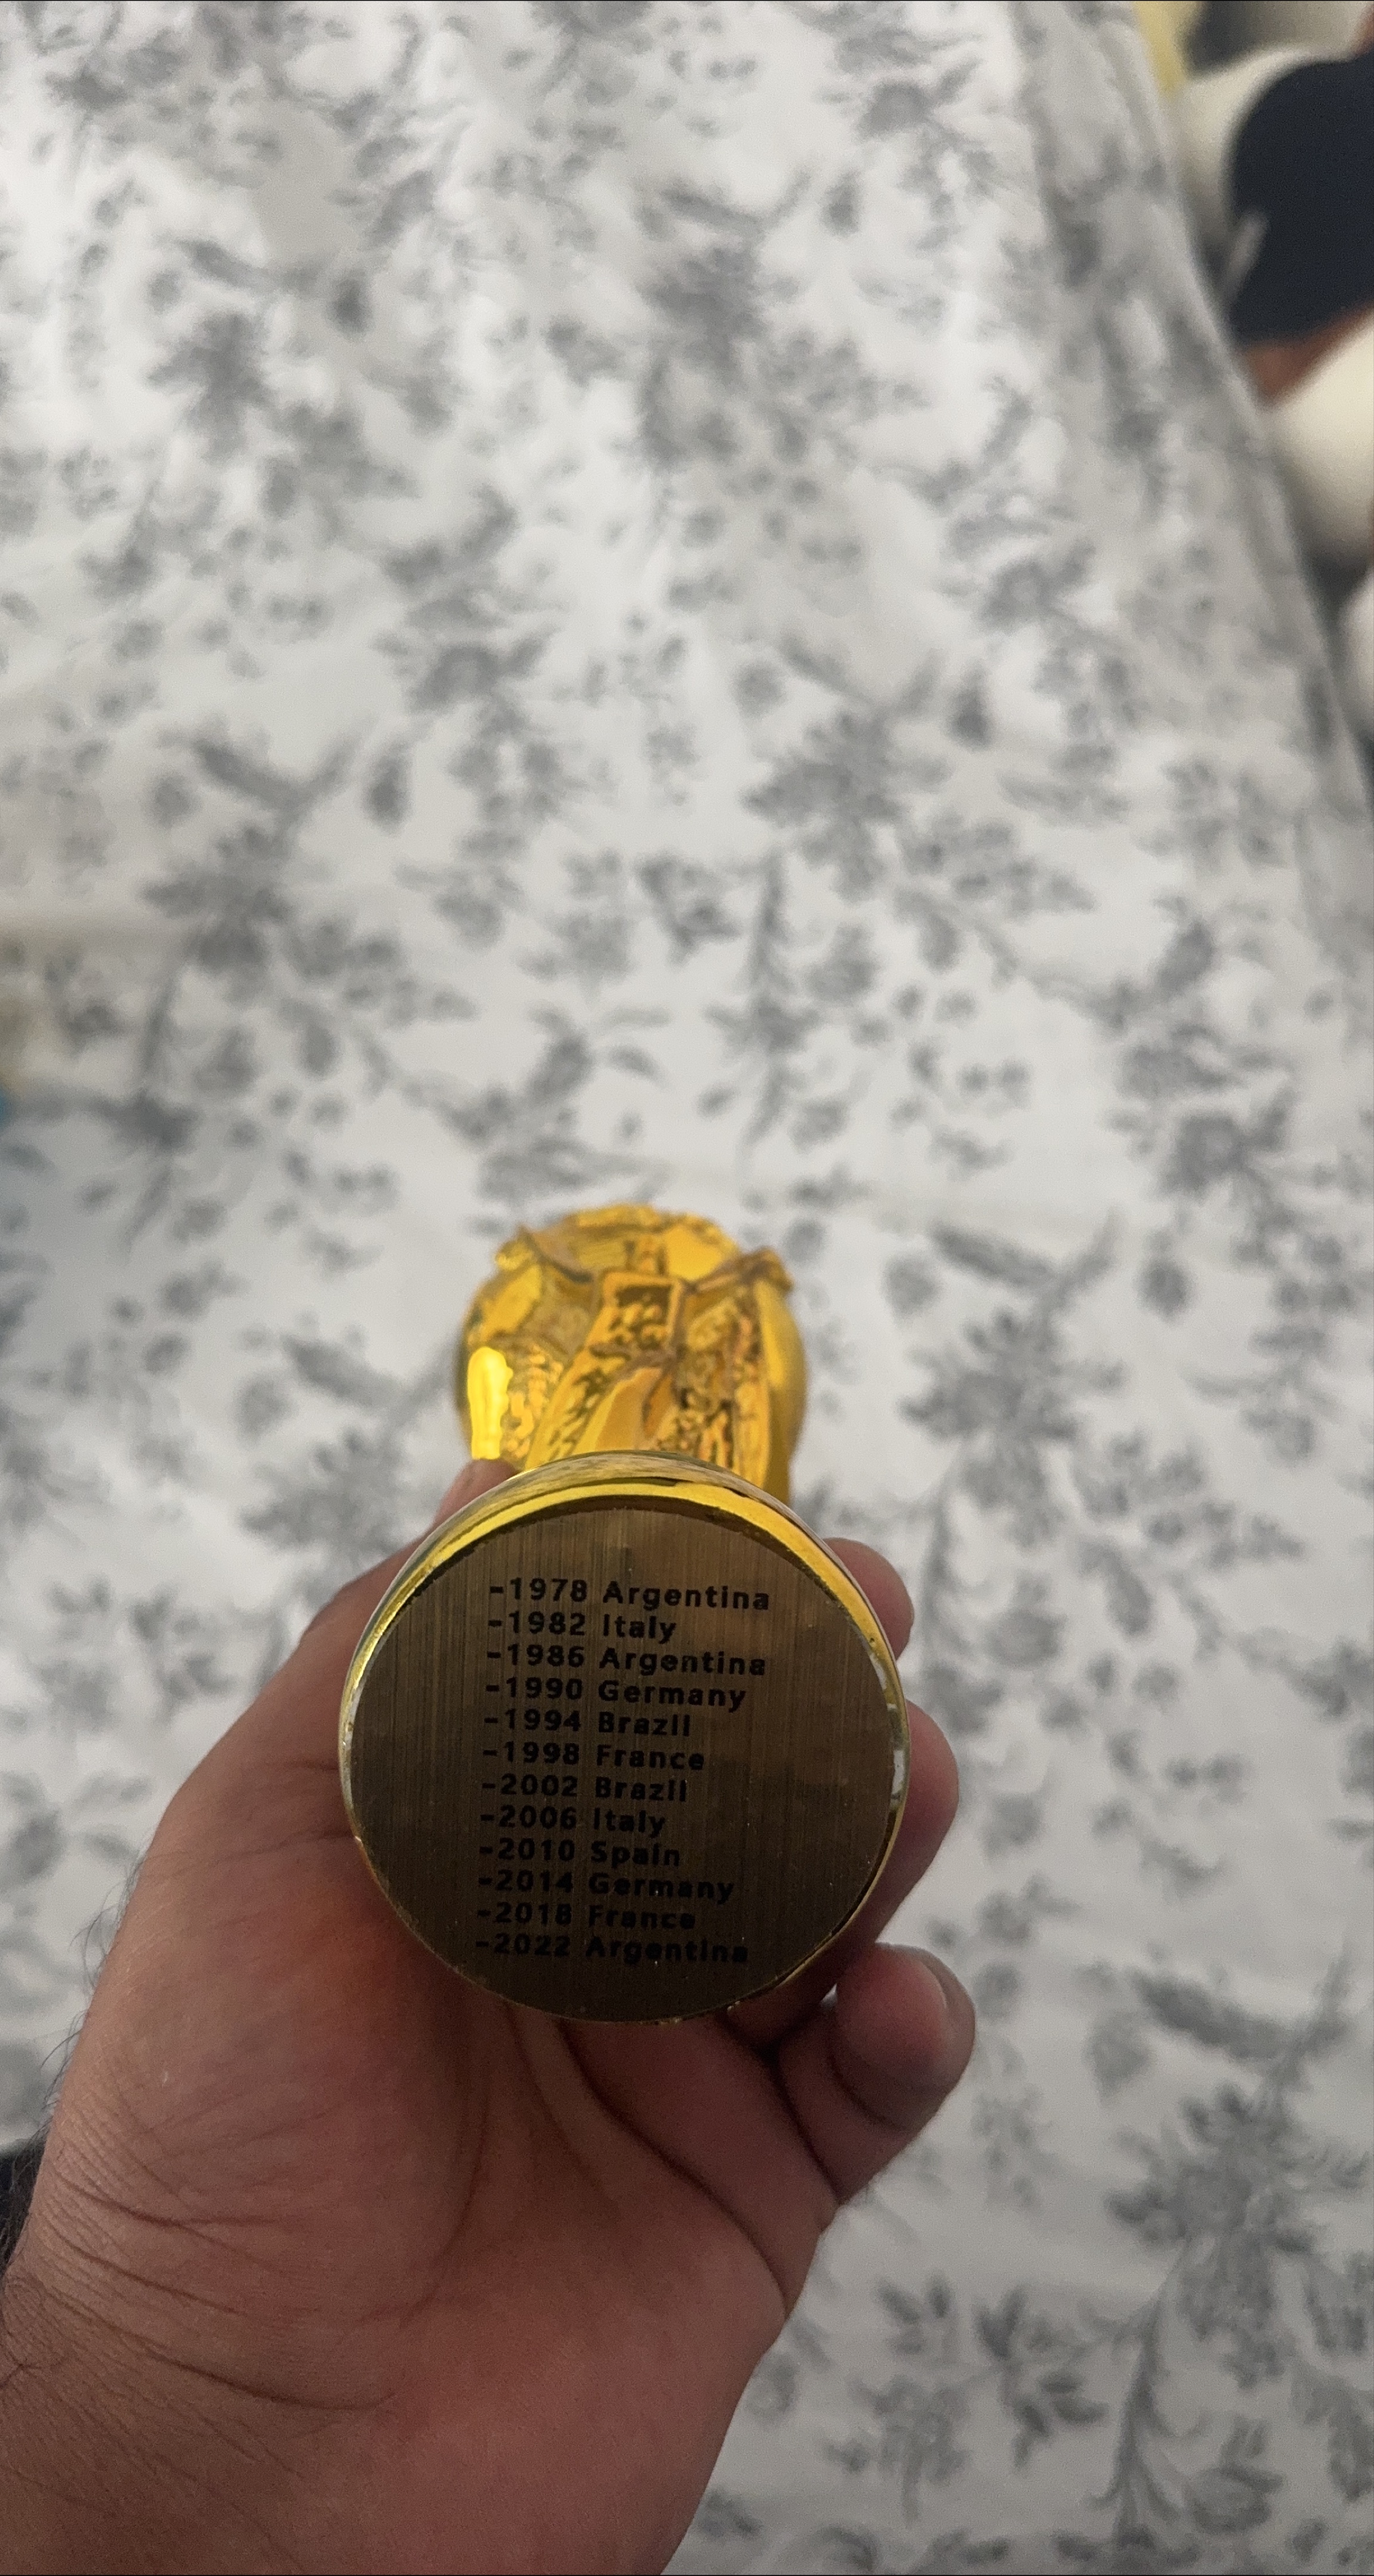 -1978 Argentina
-1982 Italy
-1986 Argentina
-1990 Germany
-1994 Brazil
-1998 France
-2002 Brazil
-2006 Italy
-2010 Spain
-2014 Germany
-2018 France
-2022 Argentina